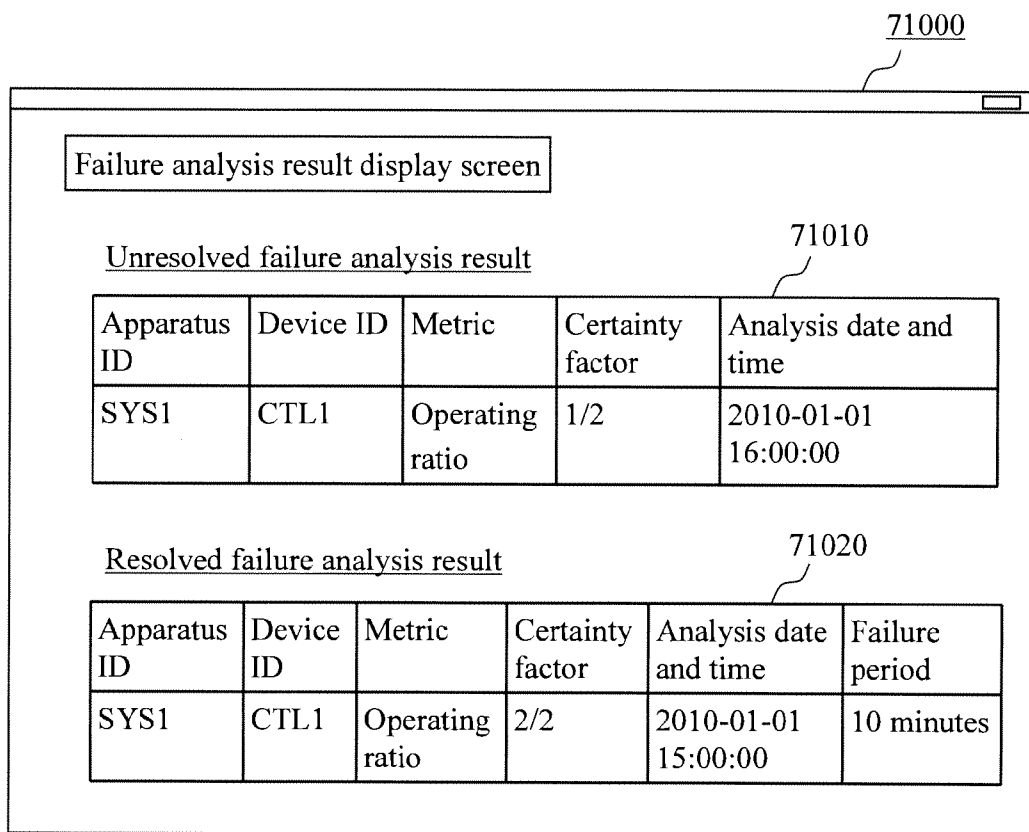 71000
Failure analysis result display screen
71010
Unresolved failure analysis result
Apparatus ID | Device ID | Metric | Certainty factor | Analysis date and time
SYS1 | CTL1 | Operating ratio | 1/2 | 2010-01-01 16:00:00
71020
Resolved failure analysis result
Apparatus ID | Device ID | Metric | Certainty factor | Analysis date and time | Failure period
SYS1 | CTL1 | Operating ratio | 2/2 | 2010-01-01 15:00:00 | 10 minutes